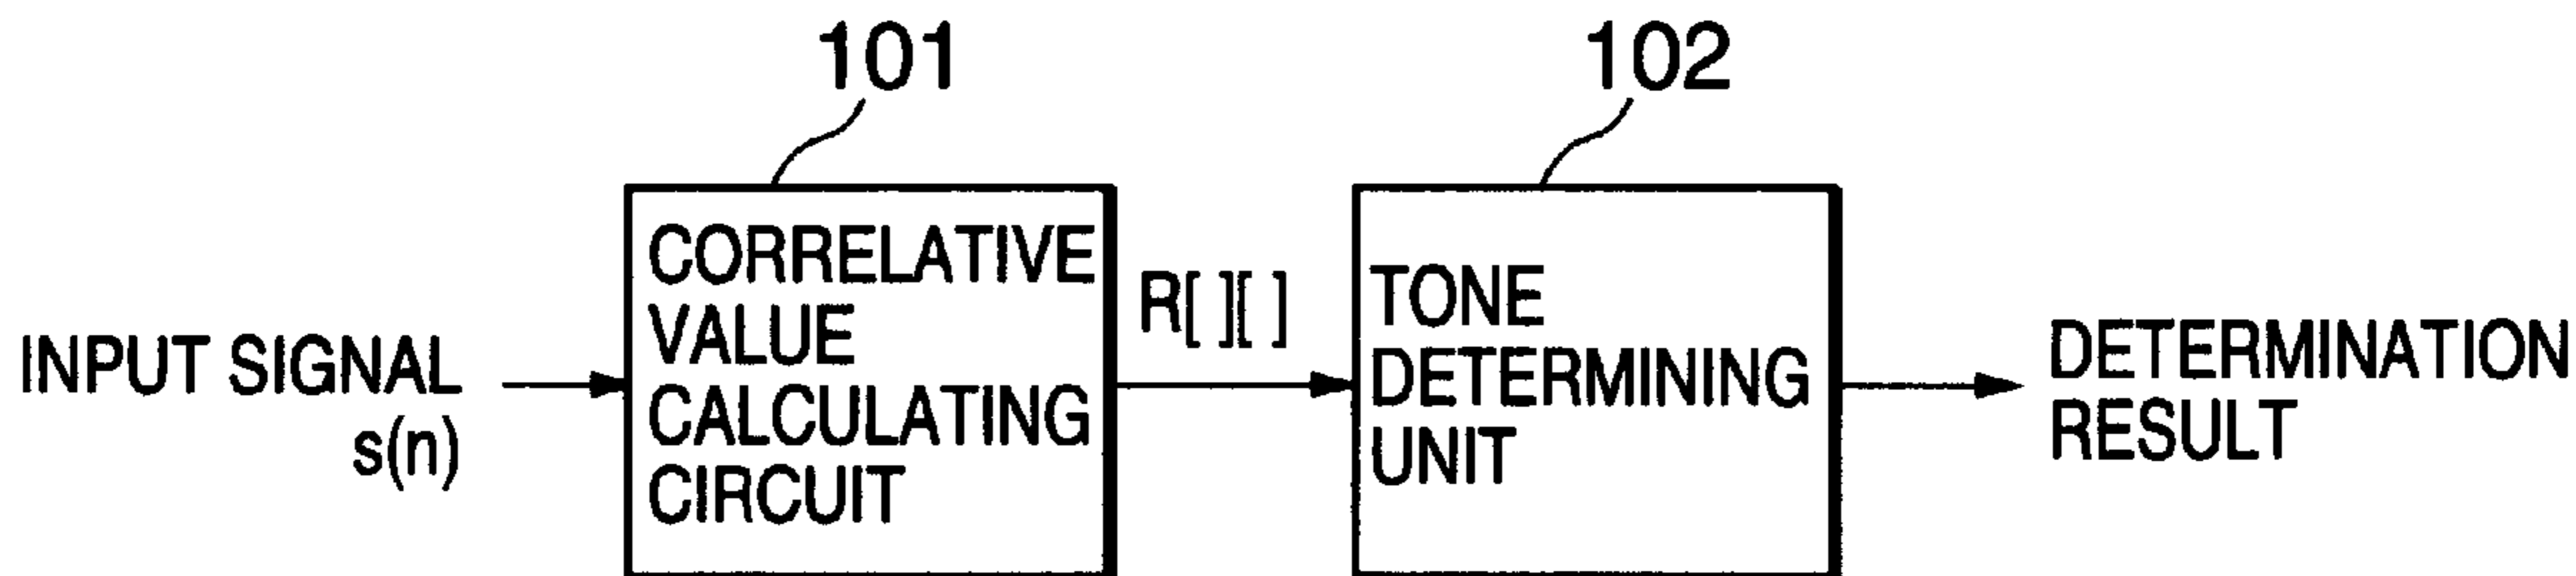 101
102
INPUT SIGNAL
s(n)
CORRELATIVE
VALUE
CALCULATING
CIRCUIT
R[ ][ ]
TONE
DETERMINING
UNIT
DETERMINATION
RESULT